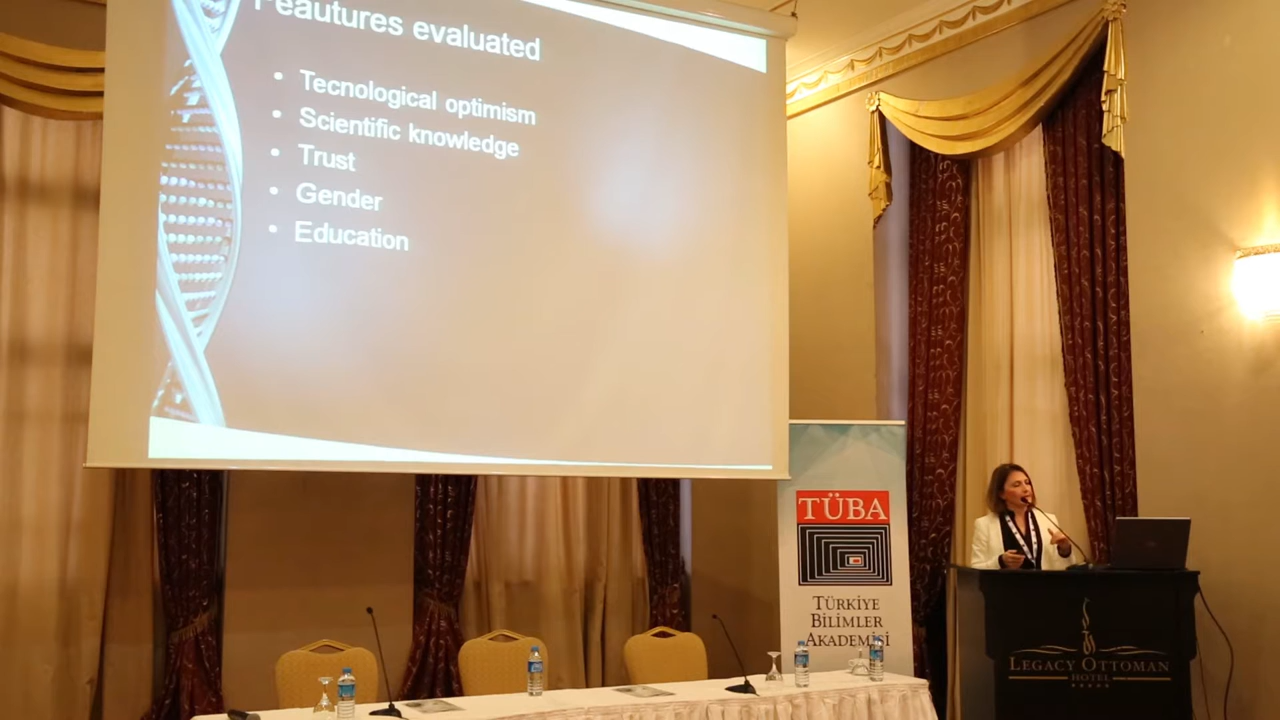 Peautures evaluated
• Tecnological optimism
• Scientific knowledge
• Trust
• Gender
• Education
TÜBA
TÜRKİYE
BİLİMLER
AKADEMİSİ
LEGACY OTTOMAN
HOTEL